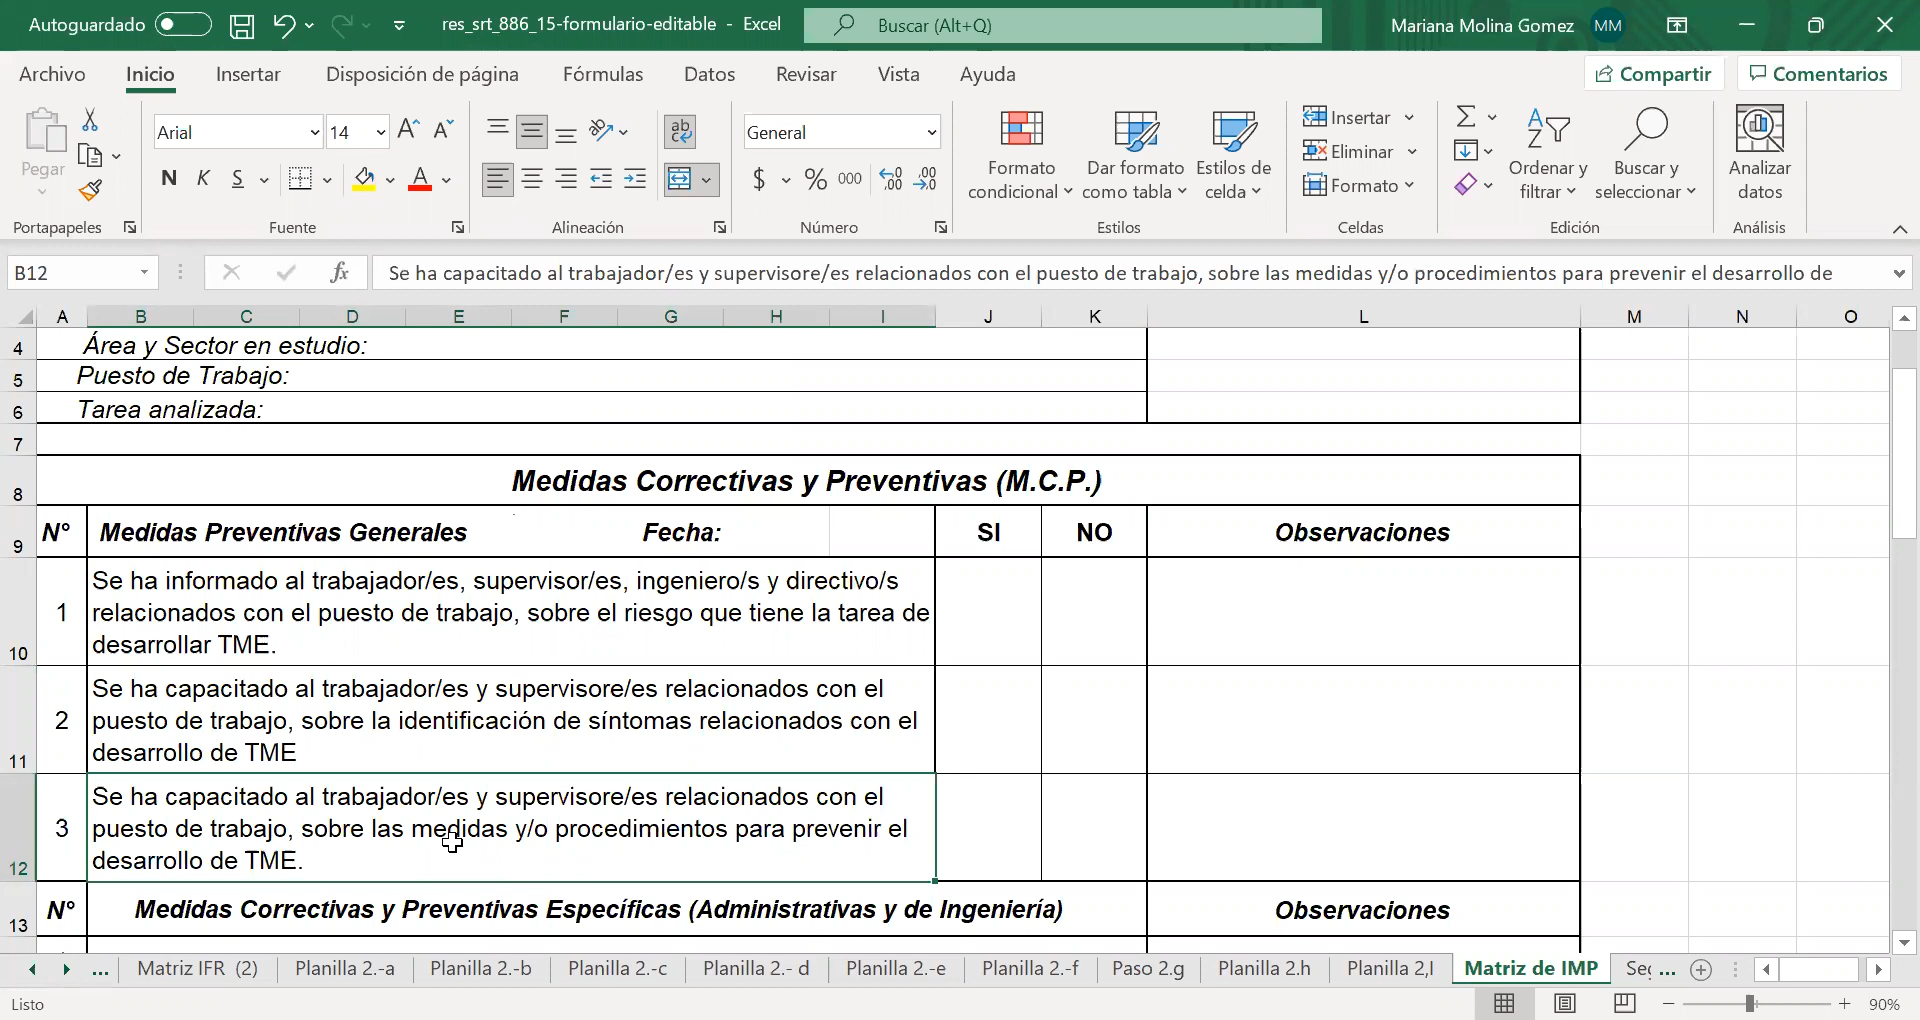 Autoguardado
res_srt_886_15-formulario-editable - Excel
Buscar (Alt+Q)
Mariana Molina Gomez
MM
Archivo Inicio Insertar Disposición de página Fórmulas Datos Revisar Vista Ayuda
Compartir
Comentarios
Pegar
Arial
14
General
N K S
$ % 000
Formato condicional
Dar formato como tabla
Estilos de celda
Insertar
Eliminar
Formato
Ordenar y filtrar
Buscar y seleccionar
Analizar datos
Portapapeles
Fuente
Alineación
Número
Estilos
Celdas
Edición
Análisis
B12
fx
Se ha capacitado al trabajador/es y supervisore/es relacionados con el puesto de trabajo, sobre las medidas y/o procedimientos para prevenir el desarrollo de
A B C D E F G H I J K L M N O
4 Área y Sector en estudio:
5 Puesto de Trabajo:
6 Tarea analizada:
7
8 Medidas Correctivas y Preventivas (M.C.P.)
9 N° Medidas Preventivas Generales Fecha: SI NO Observaciones
10 1 Se ha informado al trabajador/es, supervisor/es, ingeniero/s y directivo/s
relacionados con el puesto de trabajo, sobre el riesgo que tiene la tarea de
desarrollar TME.
11 2 Se ha capacitado al trabajador/es y supervisore/es relacionados con el
puesto de trabajo, sobre la identificación de síntomas relacionados con el
desarrollo de TME
12 3 Se ha capacitado al trabajador/es y supervisore/es relacionados con el
puesto de trabajo, sobre las medidas y/o procedimientos para prevenir el
desarrollo de TME.
13 N° Medidas Correctivas y Preventivas Específicas (Administrativas y de Ingeniería) Observaciones
... Matriz IFR (2) Planilla 2.-a Planilla 2.-b Planilla 2.-c Planilla 2.- d Planilla 2.-e Planilla 2.-f Paso 2.g Planilla 2.h Planilla 2,I Matriz de IMP Seg ...
Listo
90%